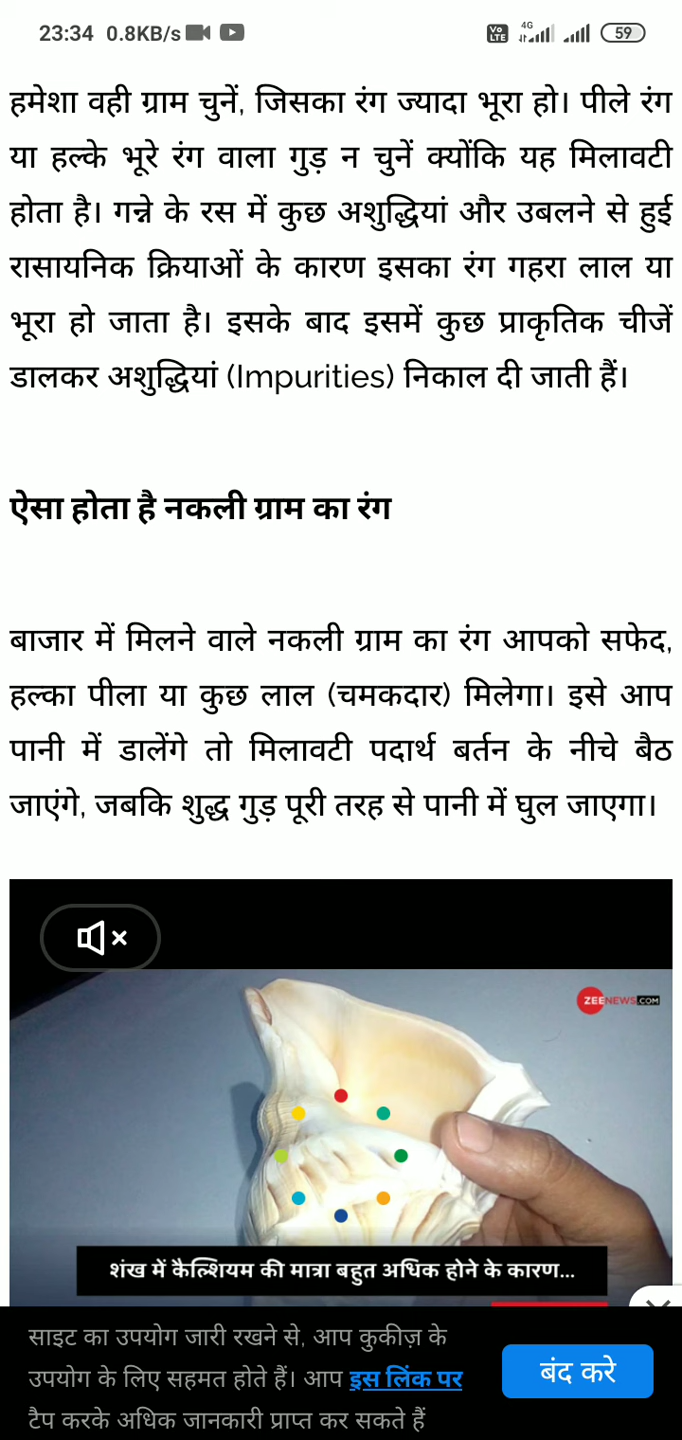 23:34 0.8KB/s Vo LTE 4G 59
हमेशा वही ग्राम चुनें, जिसका रंग ज्यादा भूरा हो। पीले रंग
या हल्के भूरे रंग वाला गुड़ न चुनें क्योंकि यह मिलावटी
होता है। गन्ने के रस में कुछ अशुद्धियां और उबलने से हुई
रासायनिक क्रियाओं के कारण इसका रंग गहरा लाल या
भूरा हो जाता है। इसके बाद इसमें कुछ प्राकृतिक चीजें
डालकर अशुद्धियां (Impurities) निकाल दी जाती हैं।
ऐसा होता है नकली ग्राम का रंग
बाजार में मिलने वाले नकली ग्राम का रंग आपको सफेद,
हल्का पीला या कुछ लाल (चमकदार) मिलेगा। इसे आप
पानी में डालेंगे तो मिलावटी पदार्थ बर्तन के नीचे बैठ
जाएंगे, जबकि शुद्ध गुड़ पूरी तरह से पानी में घुल जाएगा।
ZEENEWS.COM
शंख में कैल्शियम की मात्रा बहुत अधिक होने के कारण...
साइट का उपयोग जारी रखने से, आप कुकीज़ के
उपयोग के लिए सहमत होते हैं। आप इस लिंक पर
टैप करके अधिक जानकारी प्राप्त कर सकते हैं
बंद करे